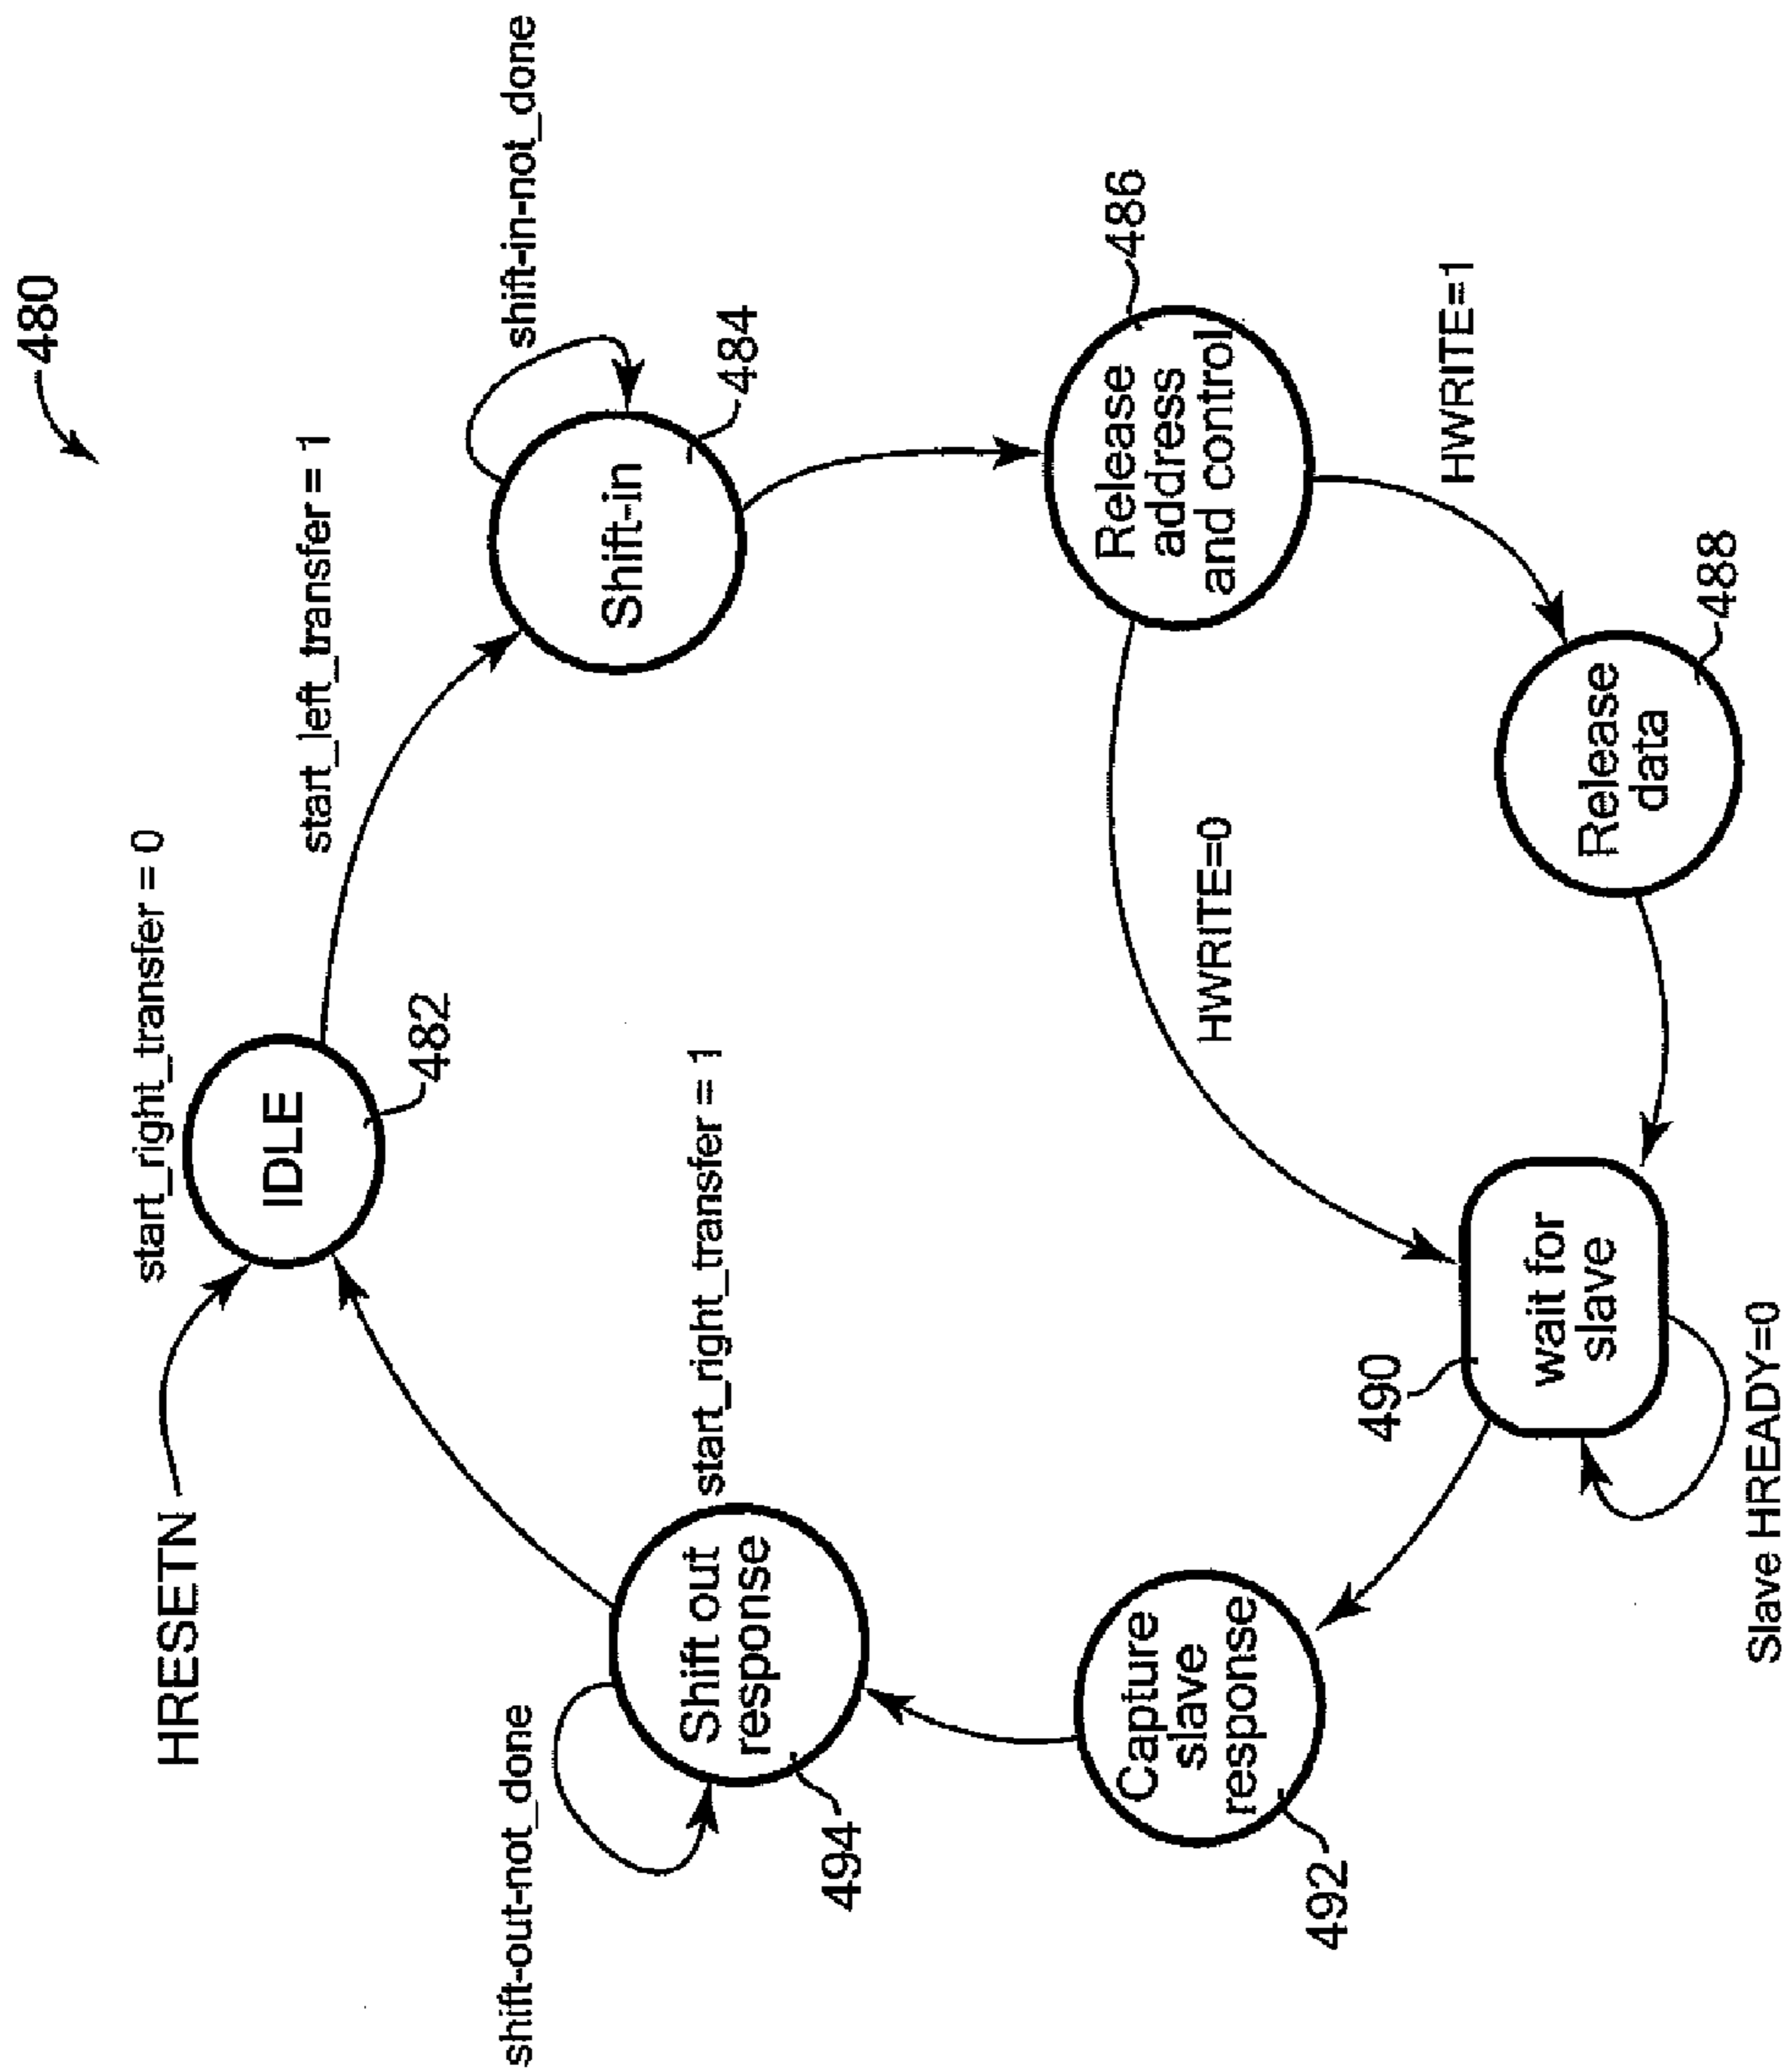 480
start_right_transfer = 0
HRESETN
IDLE
482
start_left_transfer = 1
shift-in-not_done
Shift-in
484
shift-out-not_done
Shift out
response
494
start_right_transfer = 1
Release
address
and control
486
HWRITE=0
HWRITE=1
Capture
slave
response
492
490
wait for
slave
Slave HREADY=0
Release
data
488